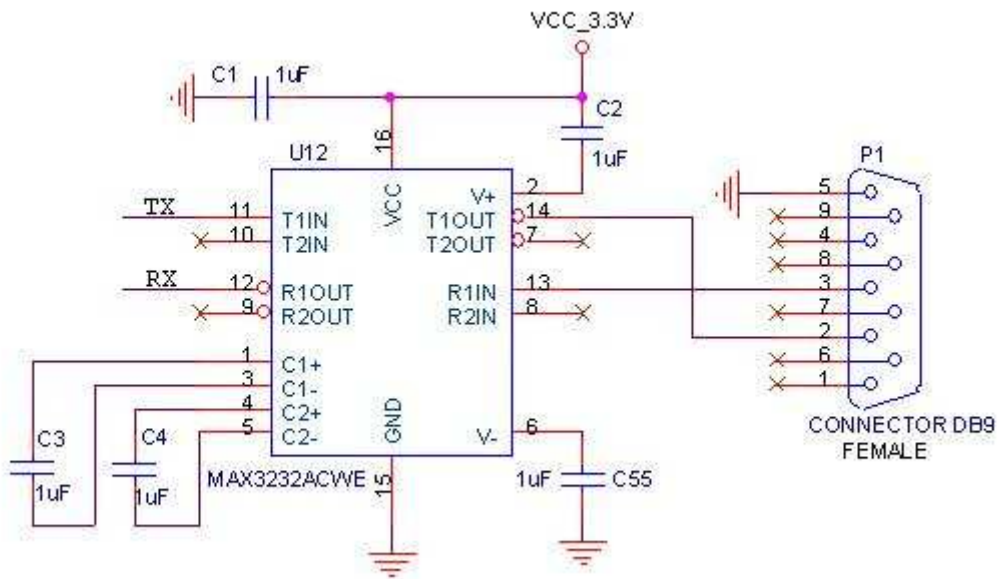 VCC_3.3V
C1 1uF
C2
1uF
U12
16
P1
VCC
V+ 2
5
TX 11 T1IN
T1OUT 14
9
10 T2IN
T2OUT 7
4
8
RX 12 R1OUT
R1IN 13
3
9 R2OUT
R2IN 8
7
2
1 C1+
6
3 C1-
1
4 C2+
5 C2-
GND
V- 6
CONNECTOR DB9
FEMALE
C3
C4
1uF
1uF
MAX3232ACWE
15
1uF C55